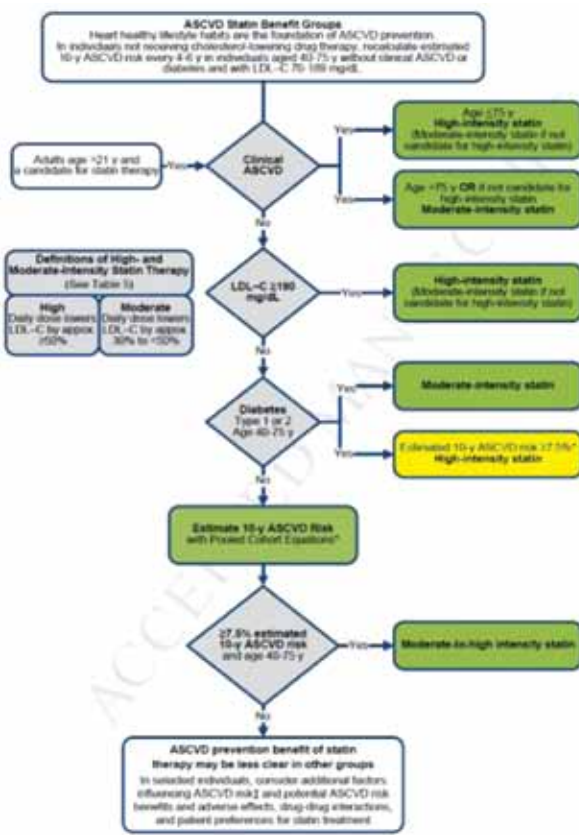 ASCVD Statin Benefit Groups
Heart healthy lifestyle habits are the foundation of ASCVD prevention.
In individuals not receiving cholesterol-lowering drug therapy, recalculate estimated
10-y ASCVD risk every 4-6 y in individuals aged 40-75 y without clinical ASCVD or
diabetes and with LDL-C 70-189 mg/dL.
Adults age >21 y and
a candidate for statin therapy
Yes
Clinical
ASCVD
Yes
Age ≤75 y
High-intensity statin
(Moderate-intensity statin if not
candidate for high-intensity statin)
Yes
Age >75 y OR if not candidate for
high-intensity statin
Moderate-intensity statin
No
Definitions of High- and
Moderate-Intensity Statin Therapy
(See Table 5)
High
Daily dose lowers
LDL-C by appox.
≥50%
Moderate
Daily dose lowers
LDL-C by appox.
30% to <50%
LDL-C ≥190
mg/dL
Yes
High-intensity statin
(Moderate-intensity statin if not
candidate for high-intensity statin)
No
Diabetes
Type 1 or 2
Age 40-75 y
Yes
Moderate-intensity statin
Yes
Estimated 10-y ASCVD risk ≥7.5%*
High-intensity statin
No
Estimate 10-y ASCVD Risk
with Pooled Cohort Equations*
≥7.5% estimated
10-y ASCVD risk
and age 40-75 y
Yes
Moderate-to-high intensity statin
No
ASCVD prevention benefit of statin
therapy may be less clear in other groups
In selected individuals, consider additional factors
influencing ASCVD risk‡ and potential ASCVD risk
benefits and adverse effects, drug-drug interactions,
and patient preferences for statin treatment